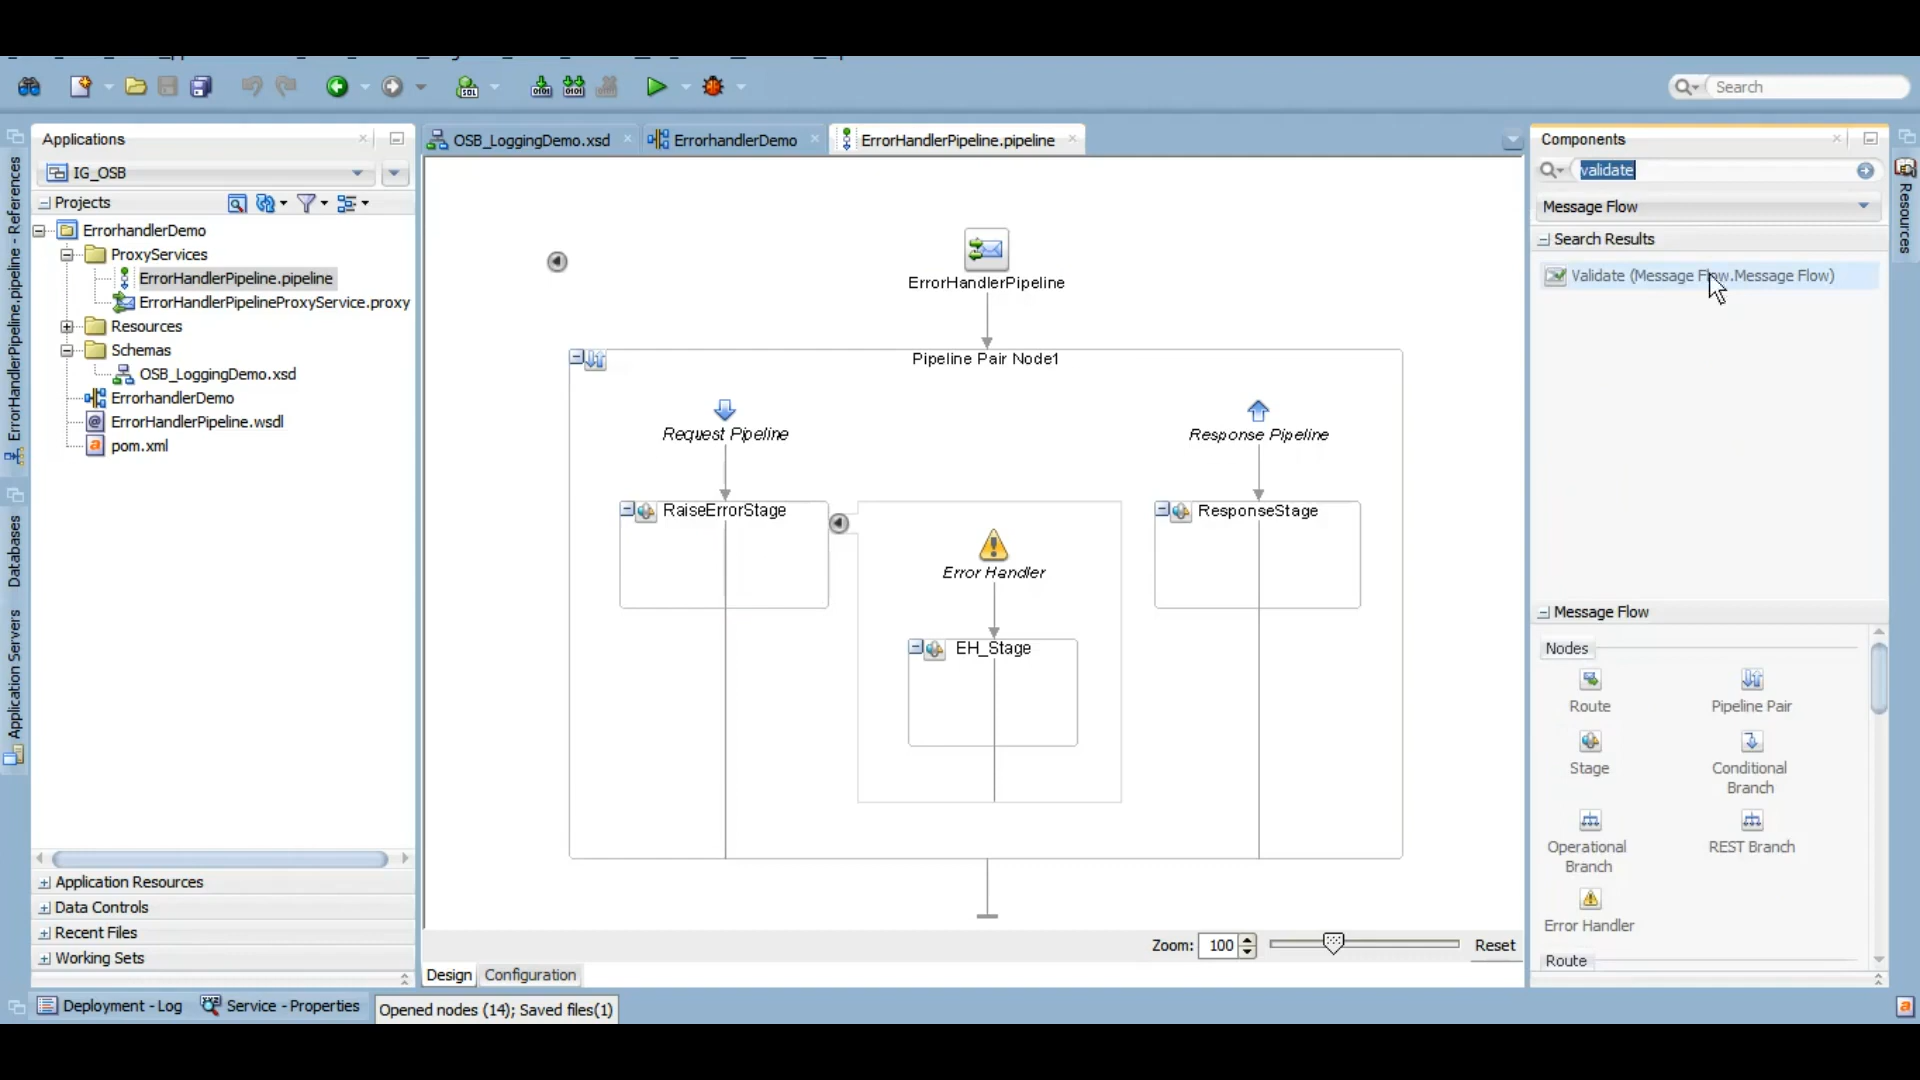 Search
Applications
OSB_LoggingDemo.xsd
ErrorhandlerDemo
ErrorHandlerPipeline.pipeline
Components
IG_OSB
validate
Projects
Message Flow
ErrorhandlerDemo
ProxyServices
ErrorHandlerPipeline.pipeline
ErrorHandlerPipelineProxyService.proxy
Resources
Schemas
OSB_LoggingDemo.xsd
ErrorhandlerDemo
ErrorHandlerPipeline.wsdl
pom.xml
Search Results
Validate (Message Flow.Message Flow)
ErrorHandlerPipeline
Pipeline Pair Node1
Request Pipeline
Response Pipeline
RaiseErrorStage
ResponseStage
Error Handler
EH_Stage
Message Flow
Nodes
Route
Pipeline Pair
Stage
Conditional
Branch
Operational
Branch
REST Branch
Error Handler
Route
Application Resources
Data Controls
Recent Files
Working Sets
Zoom: 100
Reset
Design
Configuration
Deployment - Log
Service - Properties
Opened nodes (14); Saved files(1)
ErrorHandlerPipeline.pipeline - References
Databases
Application Servers
Resources